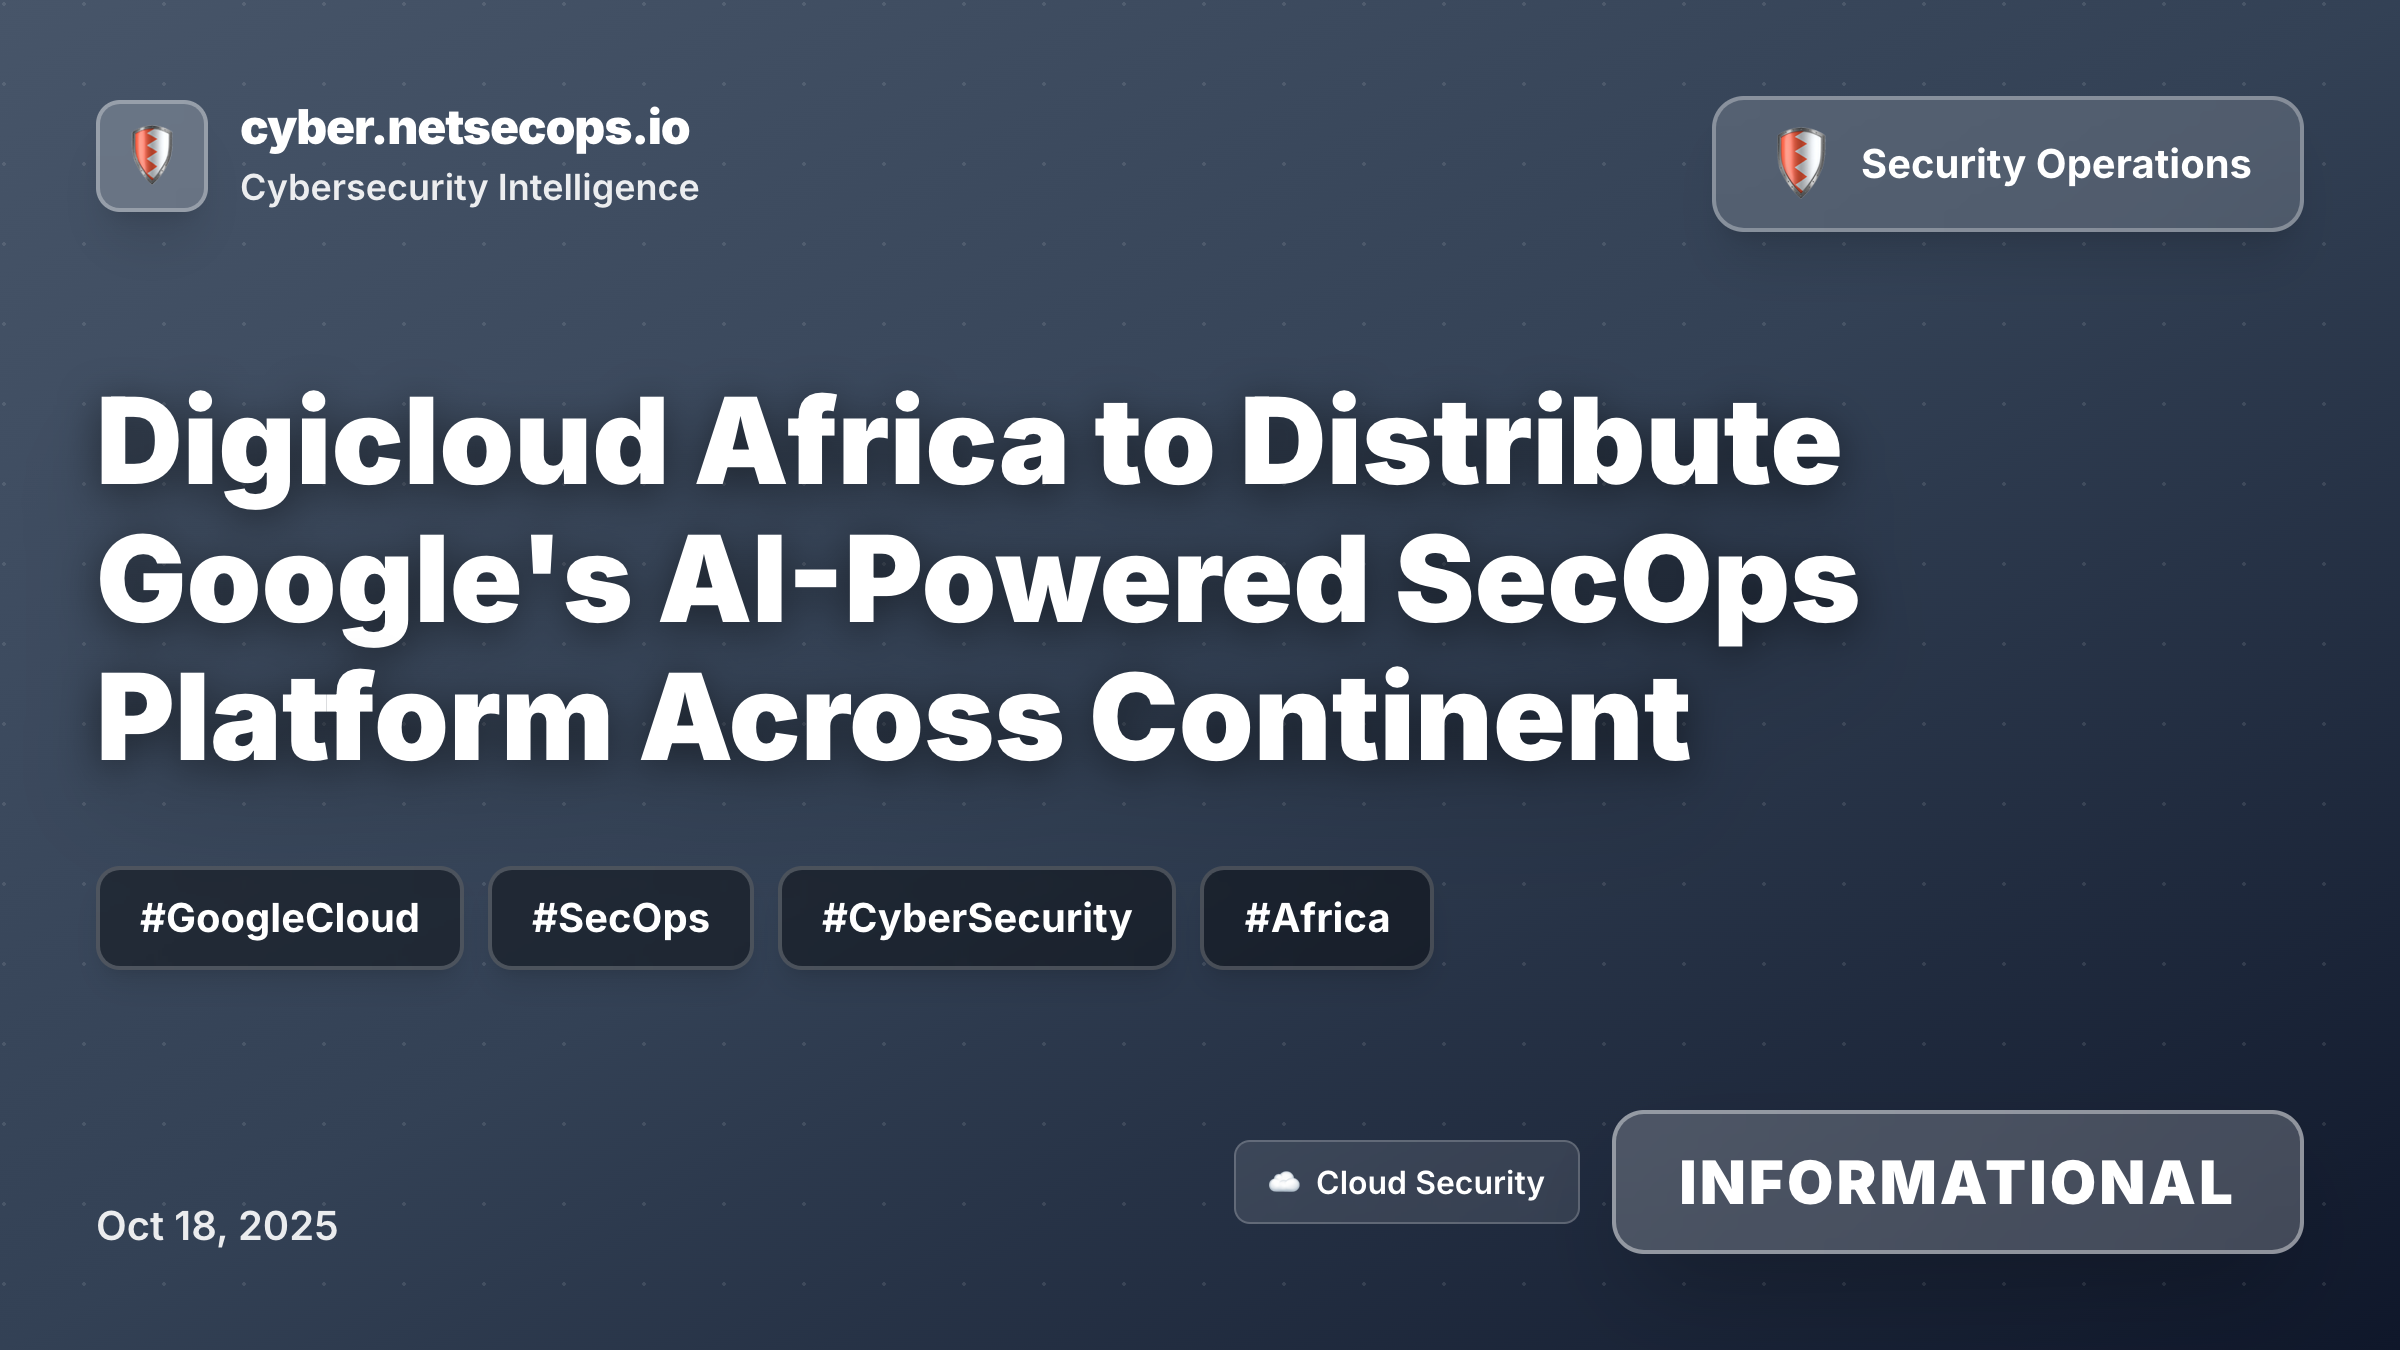 cyber.netsecops.io
Cybersecurity Intelligence
Security Operations
Digicloud Africa to Distribute
Google's AI-Powered SecOps
Platform Across Continent
#GoogleCloud
#SecOps
#CyberSecurity
#Africa
Cloud Security
INFORMATIONAL
Oct 18, 2025